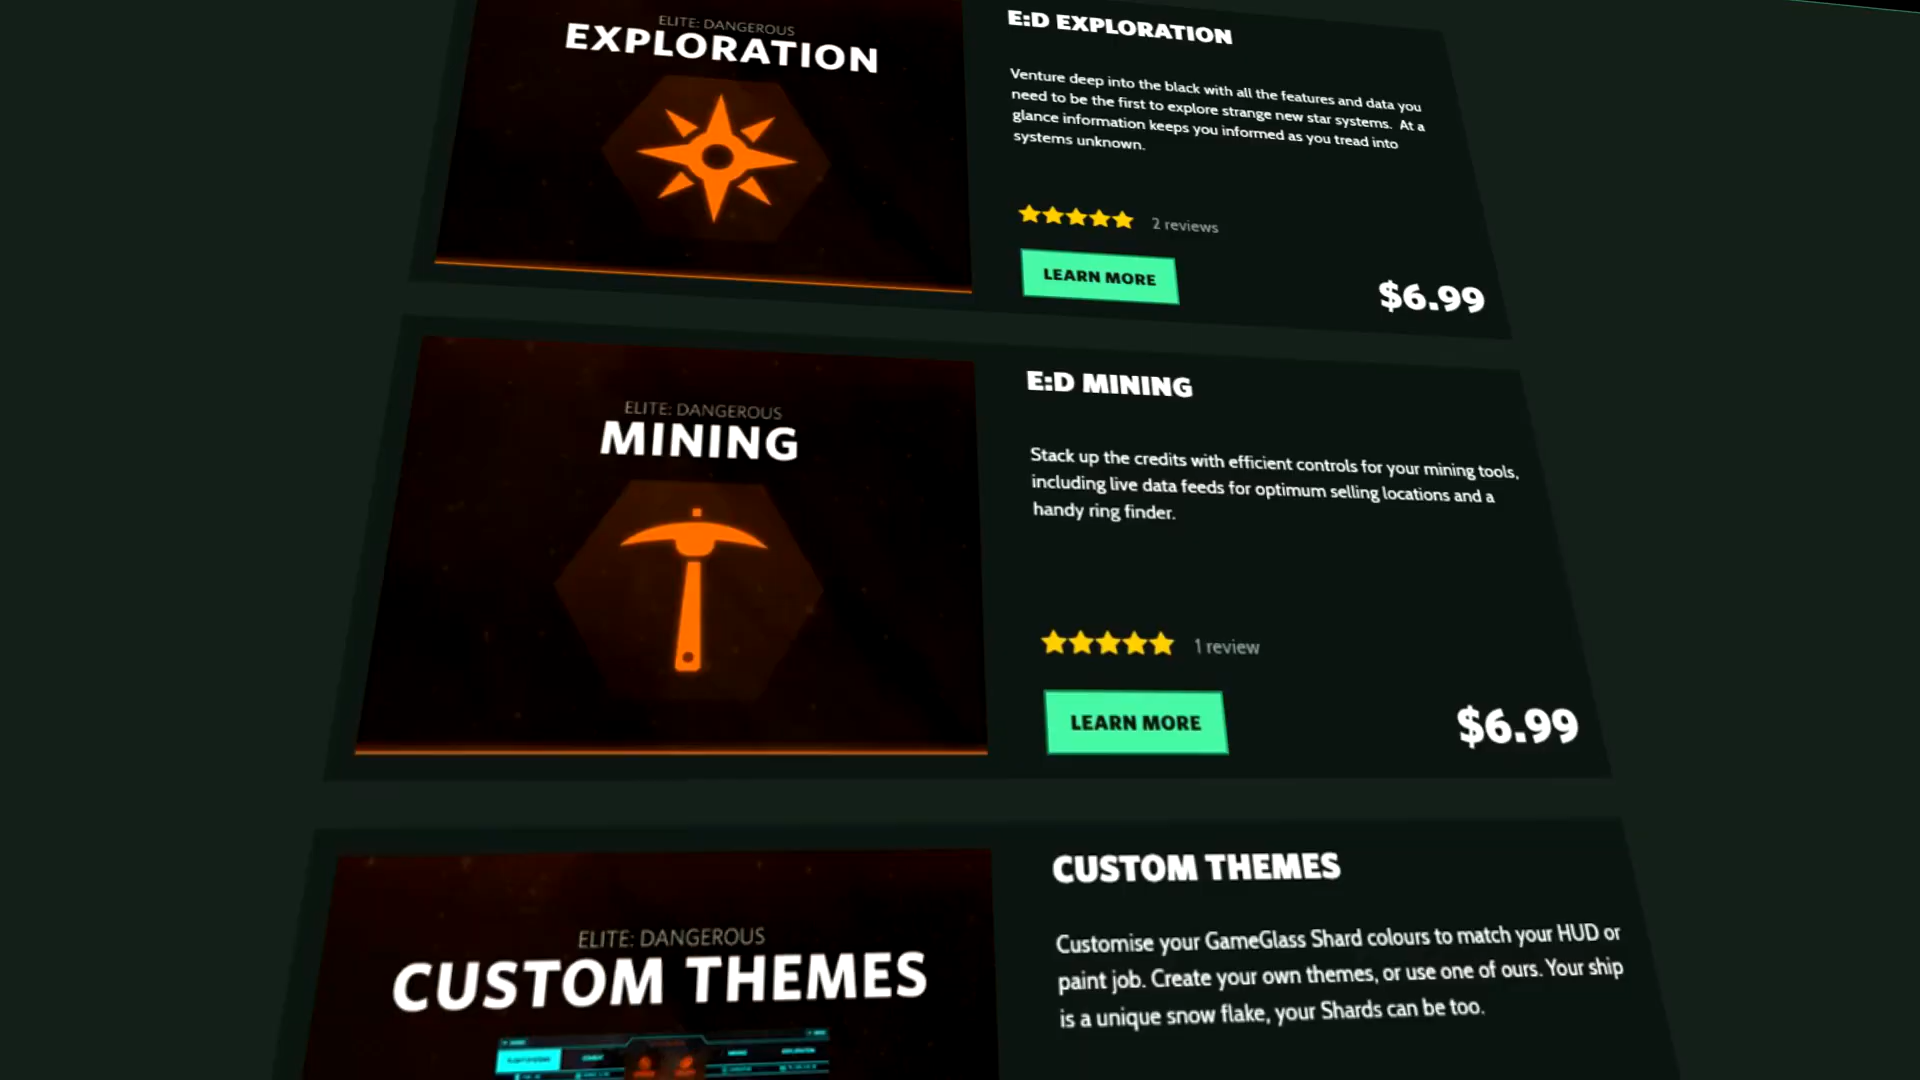 ELITE: DANGEROUS
EXPLORATION
E:D EXPLORATION
Venture deep into the black with all the features and data you
need to be the first to explore strange new star systems. At a
glance information keeps you informed as you tread into
systems unknown.
2 reviews
LEARN MORE
$6.99
ELITE: DANGEROUS
MINING
E:D MINING
Stack up the credits with efficient controls for your mining tools,
including live data feeds for optimum selling locations and a
handy ring finder.
1 review
LEARN MORE
$6.99
ELITE: DANGEROUS
CUSTOM THEMES
CUSTOM THEMES
Customise your GameGlass Shard colours to match your HUD or
paint job. Create your own themes, or use one of ours. Your ship
is a unique snow flake, your Shards can be too.